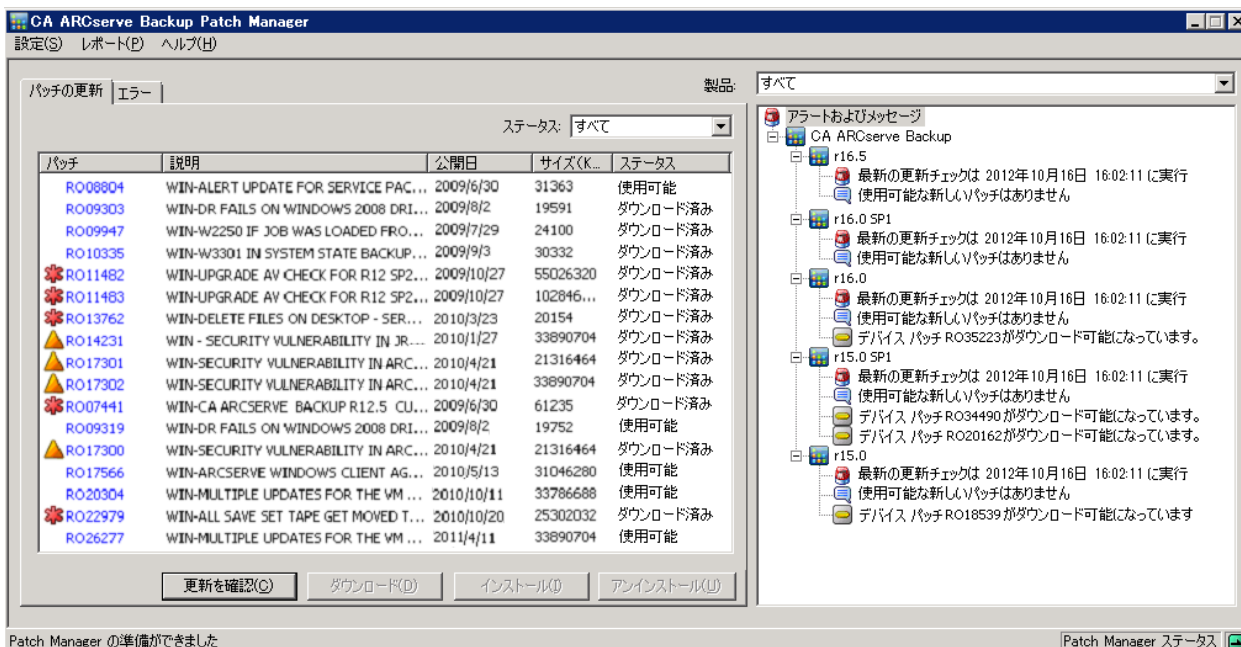 CA ARCserve Backup Patch Manager
設定(S) レポート(P) ヘルプ(H)
パッチの更新 エラー
ステータス: すべて
パッチ 説明 公開日 サイズ(K... ステータス
RO08804 WIN-ALERT UPDATE FOR SERVICE PAC... 2009/6/30 31363 使用可能
RO09303 WIN-DR FAILS ON WINDOWS 2008 DRI... 2009/8/2 19591 ダウンロード済み
RO09947 WIN-W2250 IF JOB WAS LOADED FRO... 2009/7/29 24100 ダウンロード済み
RO10335 WIN-W3301 IN SYSTEM STATE BACKUP... 2009/9/3 30332 ダウンロード済み
RO11482 WIN-UPGRADE AV CHECK FOR R12 SP2... 2009/10/27 55026320 ダウンロード済み
RO11483 WIN-UPGRADE AV CHECK FOR R12 SP2... 2009/10/27 102846... ダウンロード済み
RO13762 WIN-DELETE FILES ON DESKTOP - SER... 2010/3/23 20154 ダウンロード済み
RO14231 WIN - SECURITY VULNERABILITY IN JR... 2010/1/27 33890704 ダウンロード済み
RO17301 WIN-SECURITY VULNERABILITY IN ARC... 2010/4/21 21316464 ダウンロード済み
RO17302 WIN-SECURITY VULNERABILITY IN ARC... 2010/4/21 33890704 ダウンロード済み
RO07441 WIN-CA ARCSERVE BACKUP R12.5 CU... 2009/6/30 61235 ダウンロード済み
RO09319 WIN-DR FAILS ON WINDOWS 2008 DRI... 2009/8/2 19752 使用可能
RO17300 WIN-SECURITY VULNERABILITY IN ARC... 2010/4/21 21316464 ダウンロード済み
RO17566 WIN-ARCSERVE WINDOWS CLIENT AG... 2010/5/13 31046280 使用可能
RO20304 WIN-MULTIPLE UPDATES FOR THE VM ... 2010/10/11 33786688 使用可能
RO22979 WIN-ALL SAVE SET TAPE GET MOVED T... 2010/10/20 25302032 ダウンロード済み
RO26277 WIN-MULTIPLE UPDATES FOR THE VM ... 2011/4/11 33890704 使用可能
更新を確認(C) ダウンロード(D) インストール(I) アンインストール(U)
製品: すべて
アラートおよびメッセージ
CA ARCserve Backup
r16.5
最新の更新チェックは 2012年10月16日 16:02:11 に実行
使用可能な新しいパッチはありません
r16.0 SP1
最新の更新チェックは 2012年10月16日 16:02:11 に実行
使用可能な新しいパッチはありません
r16.0
最新の更新チェックは 2012年10月16日 16:02:11 に実行
使用可能な新しいパッチはありません
デバイス パッチ RO35223がダウンロード可能になっています。
r15.0 SP1
最新の更新チェックは 2012年10月16日 16:02:11 に実行
使用可能な新しいパッチはありません
デバイス パッチ RO34490がダウンロード可能になっています。
デバイス パッチ RO20162がダウンロード可能になっています。
r15.0
最新の更新チェックは 2012年10月16日 16:02:11 に実行
使用可能な新しいパッチはありません
デバイス パッチ RO18539がダウンロード可能になっています
Patch Manager の準備ができました
Patch Manager ステータス